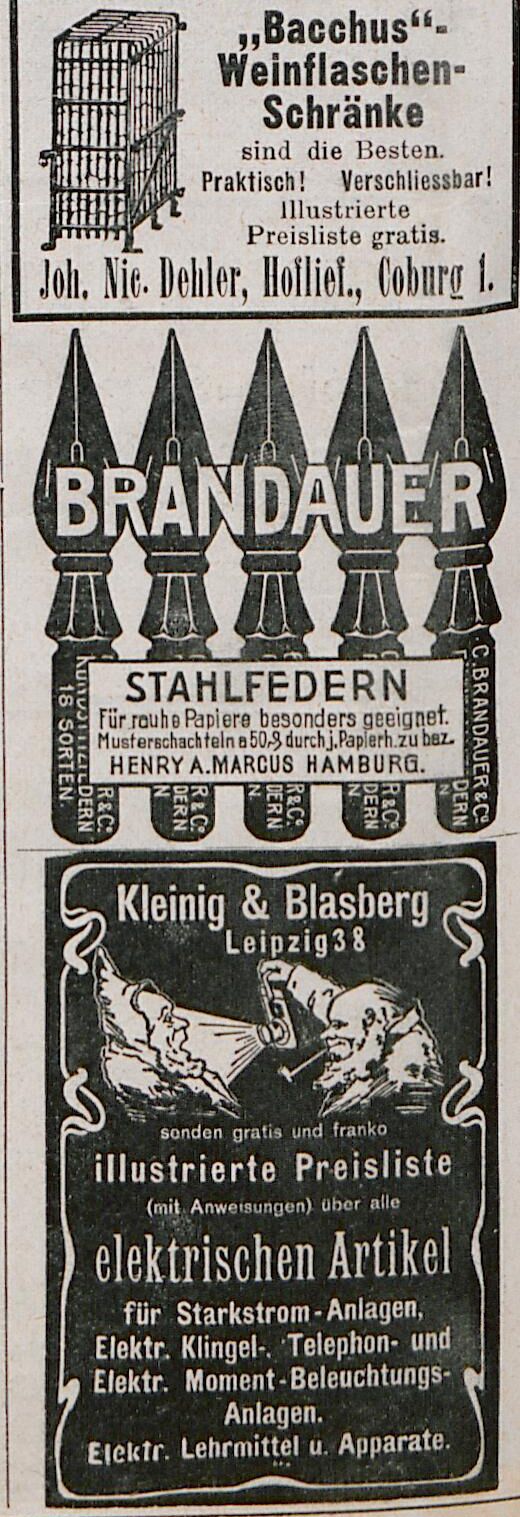 „Bacchus“-
Weinflaschen-
Schränke
sind die Besten.
Praktisch! Verschliessbar!
Illustrierte
Preisliste gratis.
Joh. Nic. Dehler, Hoflief., Coburg 1.
BRANDAUER
STAHLFEDERN
Für rauhe Papiere besonders geeignet.
Musterschachteln a 50 ₰ durch j. Papierh. zu bez.
HENRY A. MARCUS HAMBURG.
18 SORTEN.
C. BRANDAUER & Cº
Kleinig & Blasberg
Leipzig 38
senden gratis und franko
illustrierte Preisliste
(mit Anweisungen) über alle
elektrischen Artikel
für Starkstrom-Anlagen,
Elektr. Klingel-, Telephon- und
Elektr. Moment-Beleuchtungs-
Anlagen.
Elektr. Lehrmittel u. Apparate.